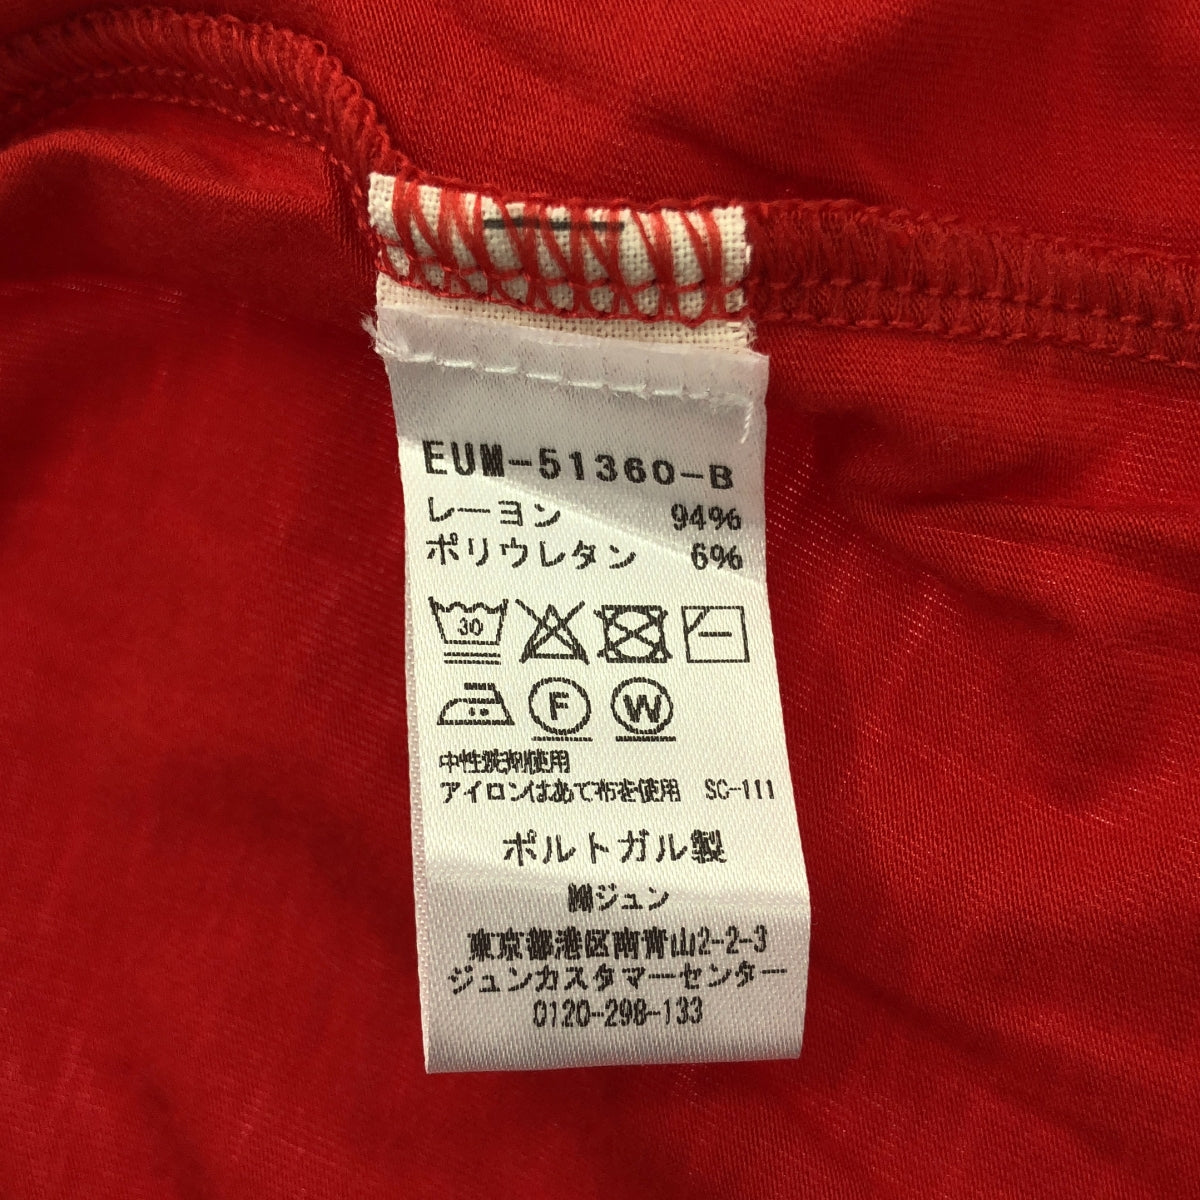 EUM-51360-B
レーヨン 94%
ポリウレタン 6%
30
F W
中性洗剤使用
アイロンはあて布を使用 SC-111
ポルトガル製
㈱ジュン
東京都港区南青山2-2-3
ジュンカスタマーセンター
0120-298-133